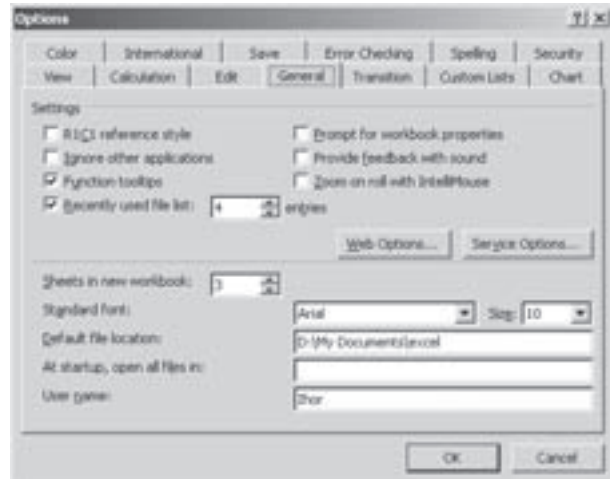 Options
Color International Save Error Checking Spelling Security
View Calculation Edit General Transition Custom Lists Chart
Settings
R1C1 reference style
Prompt for workbook properties
Ignore other applications
Provide feedback with sound
Function tooltips
Zoom on roll with IntelliMouse
Recently used file list: 4 entries
Web Options... Service Options...
Sheets in new workbook: 3
Standard font: Arial Size: 10
Default file location: D:\My Documents\excel
At startup, open all files in:
User name: Ihor
OK Cancel